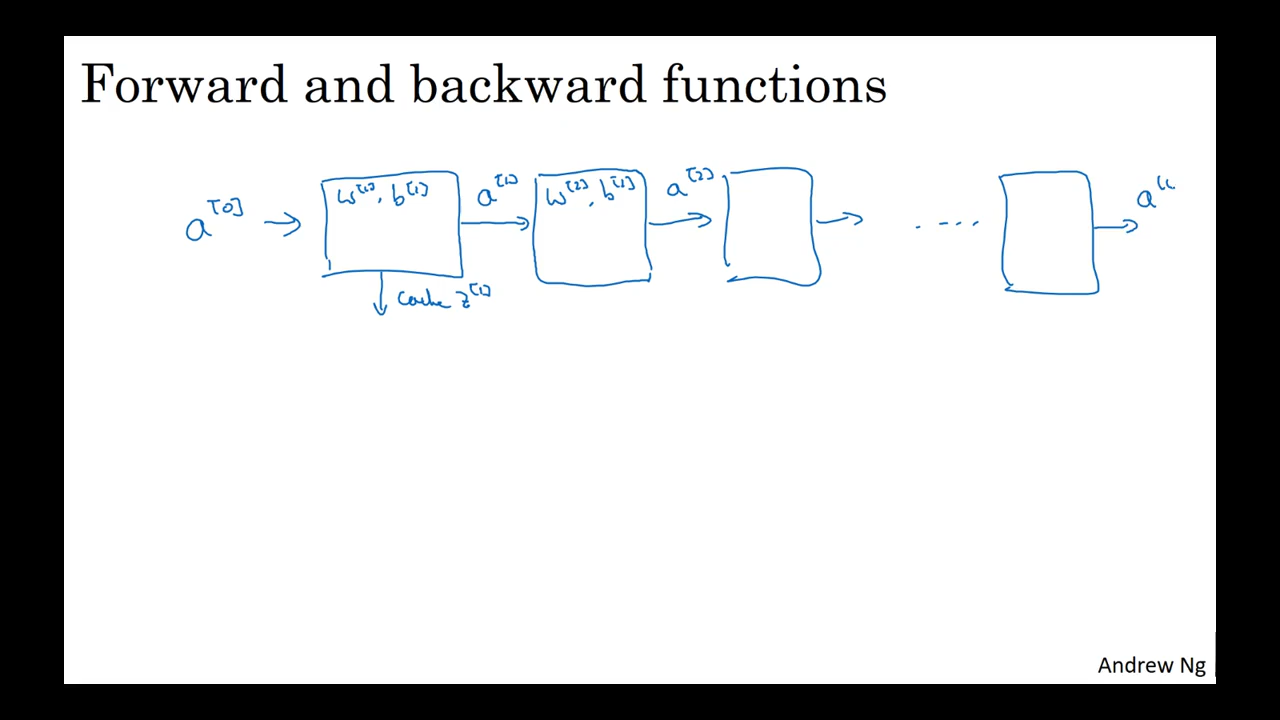 Forward and backward functions
a^[0] → w^[1], b^[1] a^[1] → w^[2], b^[2] a^[2] → → .... → a
cache z^[1]
Andrew Ng